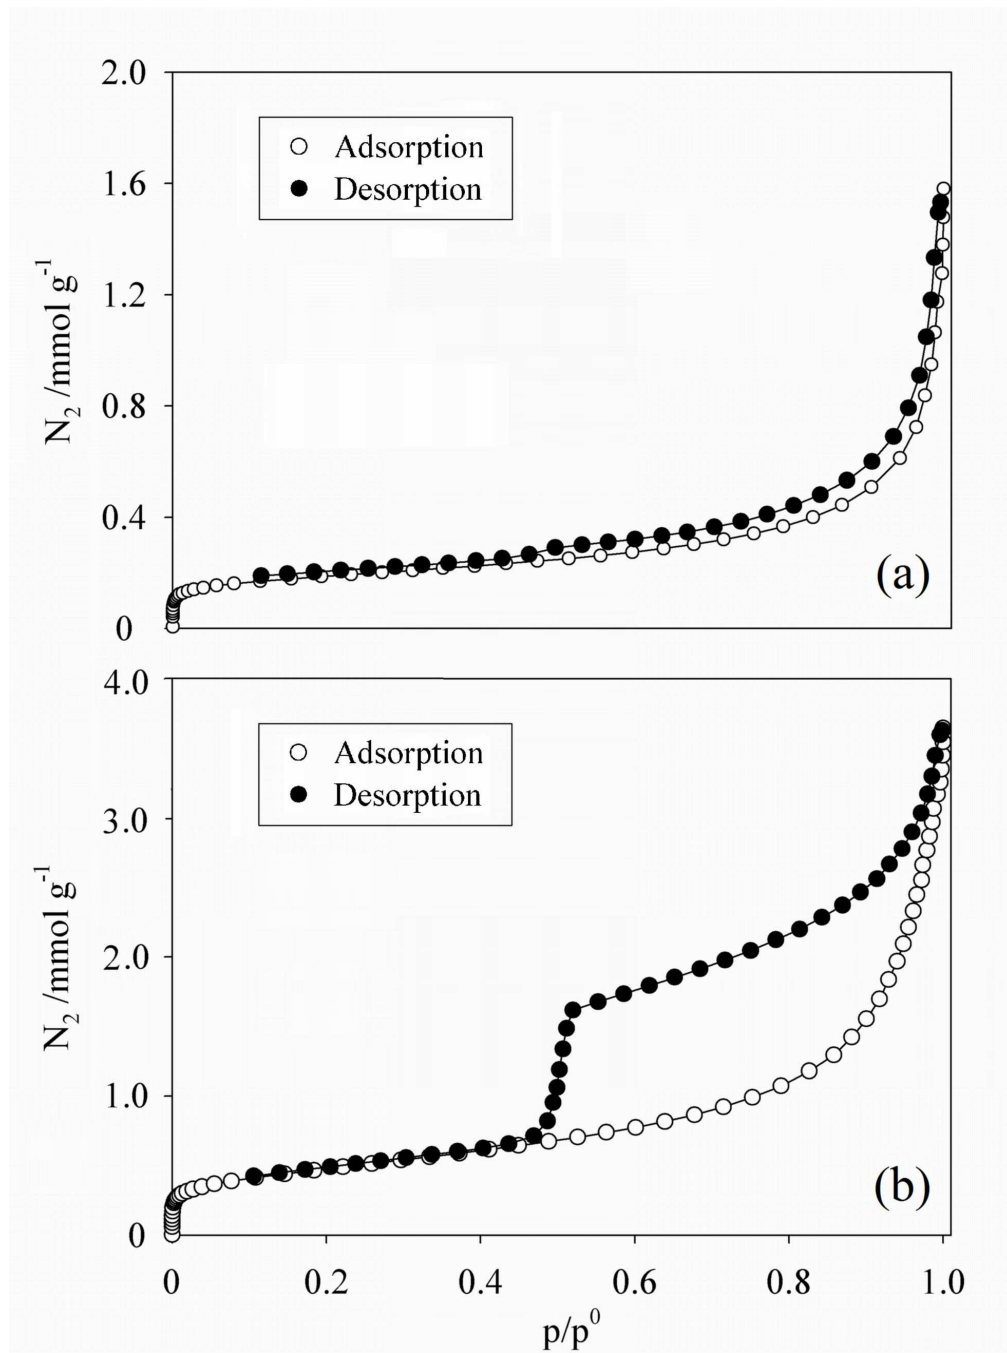 2.0
Adsorption
Desorption
1.6
1.2
0.8
0.4
0
N₂ /mmol g⁻¹
(a)
4.0
Adsorption
Desorption
3.0
2.0
1.0
0
N₂ /mmol g⁻¹
(b)
0 0.2 0.4 0.6 0.8 1.0
p/p⁰